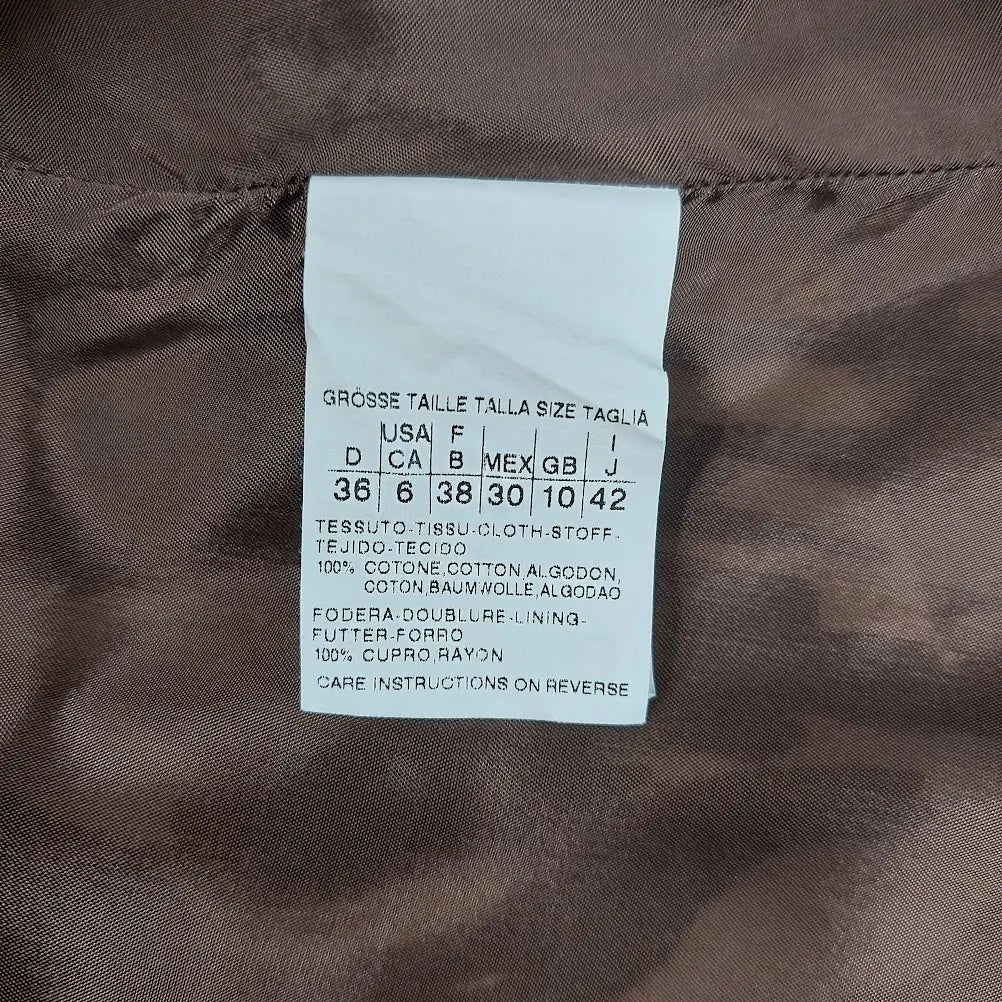 GRÖSSE TAILLE TALLA SIZE TAGLIA
USA F I
D CA B MEX GB J
36 6 38 30 10 42
TESSUTO-TISSU-CLOTH-STOFF-
TEJIDO-TECIDO
100% COTONE,COTTON,ALGODON,
COTON,BAUMWOLLE,ALGODAO
FODERA-DOUBLURE-LINING-
FUTTER-FORRO
100% CUPRO,RAYON
CARE INSTRUCTIONS ON REVERSE